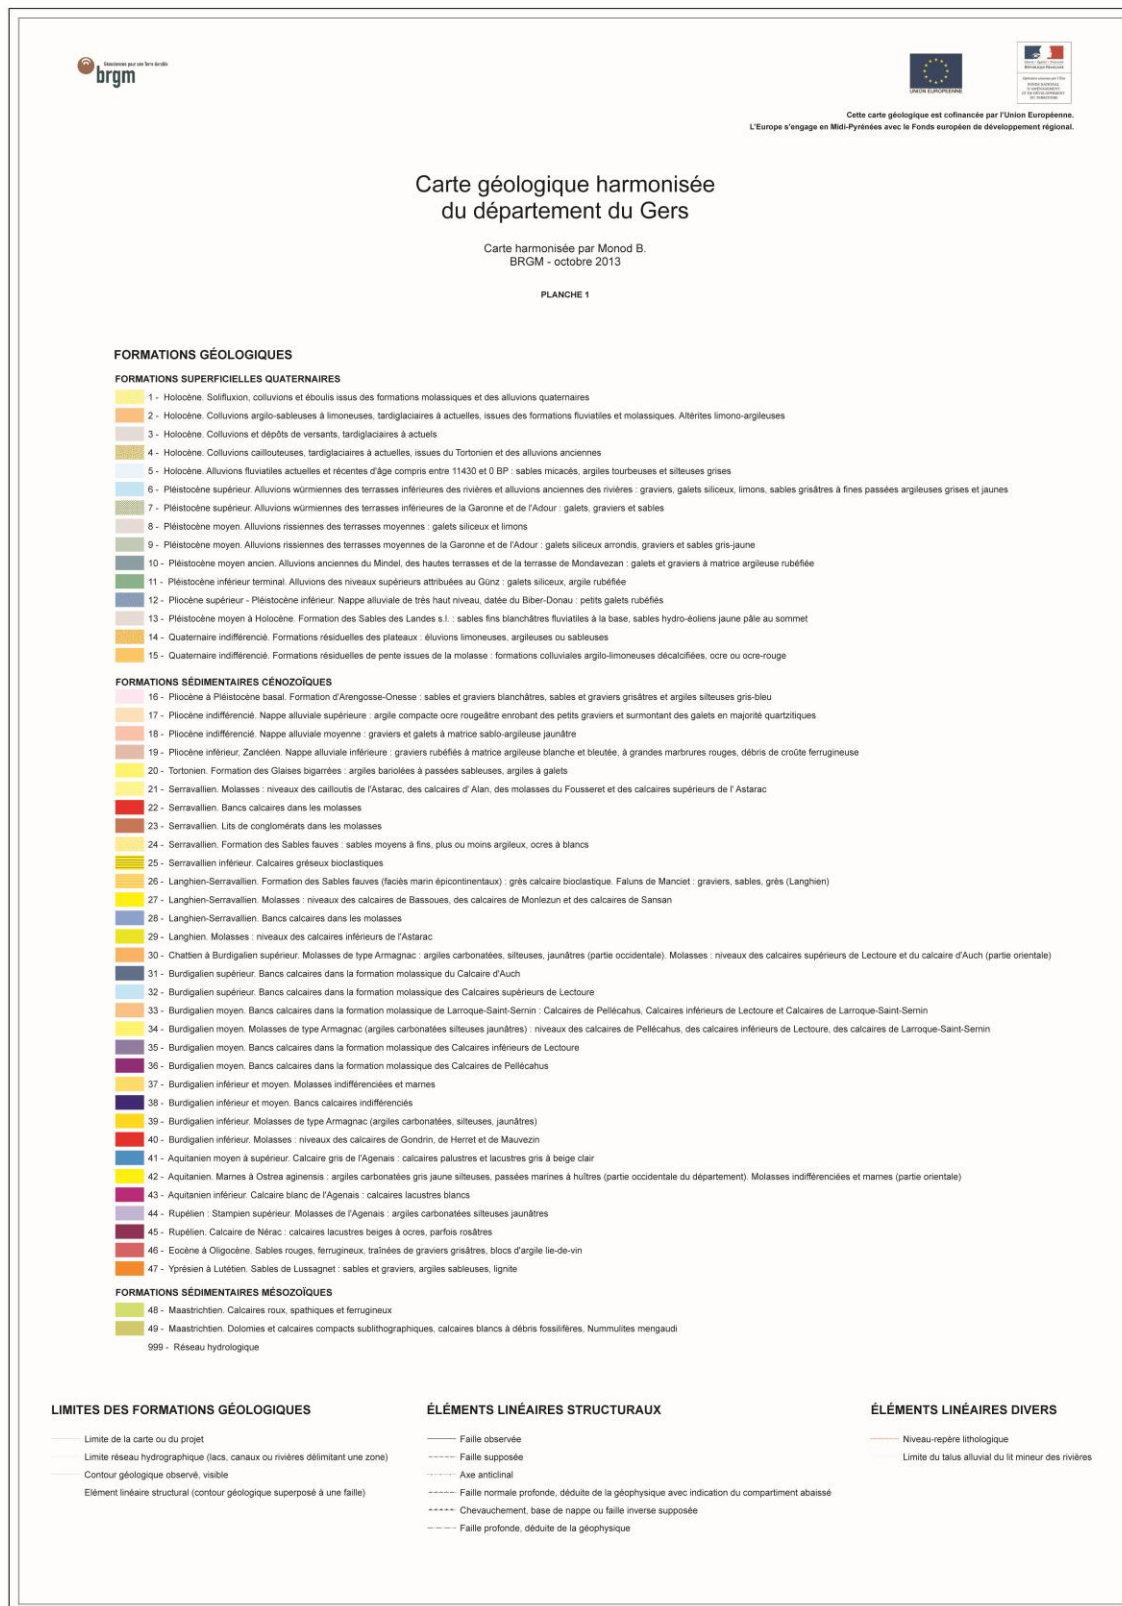 Géosciences pour une Terre durable
brgm
UNION EUROPÉENNE
RÉPUBLIQUE FRANÇAISE
FONDS NATIONAL
D'AMÉNAGEMENT
ET DE DÉVELOPPEMENT
DU TERRITOIRE
Cette carte géologique est cofinancée par l'Union Européenne.
L'Europe s'engage en Midi-Pyrénées avec le Fonds européen de développement régional.
Carte géologique harmonisée
du département du Gers
Carte harmonisée par Monod B.
BRGM - octobre 2013
PLANCHE 1
FORMATIONS GÉOLOGIQUES
FORMATIONS SUPERFICIELLES QUATERNAIRES
1 - Holocène. Solifluxion, colluvions et éboulis issus des formations molassiques et des alluvions quaternaires
2 - Holocène. Colluvions argilo-sableuses à limoneuses, tardiglaciaires à actuelles, issues des formations fluviatiles et molassiques. Altérites limono-argileuses
3 - Holocène. Colluvions et dépôts de versants, tardiglaciaires à actuels
4 - Holocène. Colluvions caillouteuses, tardiglaciaires à actuelles, issues du Tortonien et des alluvions anciennes
5 - Holocène. Alluvions fluviatiles actuelles et récentes d'âge compris entre 11430 et 0 BP : sables micacés, argiles tourbeuses et silteuses grises
6 - Pléistocène supérieur. Alluvions würmiennes des terrasses inférieures des rivières et alluvions anciennes des rivières : graviers, galets siliceux, limons, sables grisâtres à fines passées argileuses grises et jaunes
7 - Pléistocène supérieur. Alluvions würmiennes des terrasses inférieures de la Garonne et de l'Adour : galets, graviers et sables
8 - Pléistocène moyen. Alluvions rissiennes des terrasses moyennes : galets siliceux et limons
9 - Pléistocène moyen. Alluvions rissiennes des terrasses moyennes de la Garonne et de l'Adour : galets siliceux arrondis, graviers et sables gris-jaune
10 - Pléistocène moyen ancien. Alluvions anciennes du Mindel, des hautes terrasses et de la terrasse de Mondavezan : galets et graviers à matrice argileuse rubéfiée
11 - Pléistocène inférieur terminal. Alluvions des niveaux supérieurs attribuées au Günz : galets siliceux, argile rubéfiée
12 - Pliocène supérieur - Pléistocène inférieur. Nappe alluviale de très haut niveau, datée du Biber-Donau : petits galets rubéfiés
13 - Pléistocène moyen à Holocène. Formation des Sables des Landes s.l. : sables fins blanchâtres fluviatiles à la base, sables hydro-éoliens jaune pâle au sommet
14 - Quaternaire indifférencié. Formations résiduelles des plateaux : éluvions limoneuses, argileuses ou sableuses
15 - Quaternaire indifférencié. Formations résiduelles de pente issues de la molasse : formations colluviales argilo-limoneuses décalcifiées, ocre ou ocre-rouge
FORMATIONS SÉDIMENTAIRES CÉNOZOÏQUES
16 - Pliocène à Pléistocène basal. Formation d'Arengosse-Onesse : sables et graviers blanchâtres, sables et graviers grisâtres et argiles silteuses gris-bleu
17 - Pliocène indifférencié. Nappe alluviale supérieure : argile compacte ocre rougeâtre enrobant des petits graviers et surmontant des galets en majorité quartzitiques
18 - Pliocène indifférencié. Nappe alluviale moyenne : graviers et galets à matrice sablo-argileuse jaunâtre
19 - Pliocène inférieur, Zancléen. Nappe alluviale inférieure : graviers rubéfiés à matrice argileuse blanche et bleutée, à grandes marbrures rouges, débris de croûte ferrugineuse
20 - Tortonien. Formation des Glaises bigarrées : argiles bariolées à passées sableuses, argiles à galets
21 - Serravallien. Molasses : niveaux des cailloutis de l'Astarac, des calcaires d' Alan, des molasses du Fousseret et des calcaires supérieurs de l' Astarac
22 - Serravallien. Bancs calcaires dans les molasses
23 - Serravallien. Lits de conglomérats dans les molasses
24 - Serravallien. Formation des Sables fauves : sables moyens à fins, plus ou moins argileux, ocres à blancs
25 - Serravallien inférieur. Calcaires gréseux bioclastiques
26 - Langhien-Serravallien. Formation des Sables fauves (faciès marin épicontinentaux) : grès calcaire bioclastique. Faluns de Manciet : graviers, sables, grès (Langhien)
27 - Langhien-Serravallien. Molasses : niveaux des calcaires de Bassoues, des calcaires de Monlezun et des calcaires de Sansan
28 - Langhien-Serravallien. Bancs calcaires dans les molasses
29 - Langhien. Molasses : niveaux des calcaires inférieurs de l'Astarac
30 - Chattien à Burdigalien supérieur. Molasses de type Armagnac : argiles carbonatées, silteuses, jaunâtres (partie occidentale). Molasses : niveaux des calcaires supérieurs de Lectoure et du calcaire d'Auch (partie orientale)
31 - Burdigalien supérieur. Bancs calcaires dans la formation molassique du Calcaire d'Auch
32 - Burdigalien supérieur. Bancs calcaires dans la formation molassique des Calcaires supérieurs de Lectoure
33 - Burdigalien moyen. Bancs calcaires dans la formation molassique de Larroque-Saint-Sernin : Calcaires de Pellécahus, Calcaires inférieurs de Lectoure et Calcaires de Larroque-Saint-Sernin
34 - Burdigalien moyen. Molasses de type Armagnac (argiles carbonatées silteuses jaunâtres) : niveaux des calcaires de Pellécahus, des calcaires inférieurs de Lectoure, des calcaires de Larroque-Saint-Sernin
35 - Burdigalien moyen. Bancs calcaires dans la formation molassique des Calcaires inférieurs de Lectoure
36 - Burdigalien moyen. Bancs calcaires dans la formation molassique des Calcaires de Pellécahus
37 - Burdigalien inférieur et moyen. Molasses indifférenciées et marnes
38 - Burdigalien inférieur et moyen. Bancs calcaires indifférenciés
39 - Burdigalien inférieur. Molasses de type Armagnac (argiles carbonatées, silteuses, jaunâtres)
40 - Burdigalien inférieur. Molasses : niveaux des calcaires de Gondrin, de Herret et de Mauvezin
41 - Aquitanien moyen à supérieur. Calcaire gris de l'Agenais : calcaires palustres et lacustres gris à beige clair
42 - Aquitanien. Marnes à Ostrea aginensis : argiles carbonatées gris jaune silteuses, passées marines à huîtres (partie occidentale du département). Molasses indifférenciées et marnes (partie orientale)
43 - Aquitanien inférieur. Calcaire blanc de l'Agenais : calcaires lacustres blancs
44 - Rupélien : Stampien supérieur. Molasses de l'Agenais : argiles carbonatées silteuses jaunâtres
45 - Rupélien. Calcaire de Nérac : calcaires lacustres beiges à ocres, parfois rosâtres
46 - Eocène à Oligocène. Sables rouges, ferrugineux, traînées de graviers grisâtres, blocs d'argile lie-de-vin
47 - Yprésien à Lutétien. Sables de Lussagnet : sables et graviers, argiles sableuses, lignite
FORMATIONS SÉDIMENTAIRES MÉSOZOÏQUES
48 - Maastrichtien. Calcaires roux, spathiques et ferrugineux
49 - Maastrichtien. Dolomies et calcaires compacts sublithographiques, calcaires blancs à débris fossilifères, Nummulites mengaudi
999 - Réseau hydrologique
LIMITES DES FORMATIONS GÉOLOGIQUES
Limite de la carte ou du projet
Limite réseau hydrographique (lacs, canaux ou rivières délimitant une zone)
Contour géologique observé, visible
Elément linéaire structural (contour géologique superposé à une faille)
ÉLÉMENTS LINÉAIRES STRUCTURAUX
Faille observée
Faille supposée
Axe anticlinal
Faille normale profonde, déduite de la géophysique avec indication du compartiment abaissé
Chevauchement, base de nappe ou faille inverse supposée
Faille profonde, déduite de la géophysique
ÉLÉMENTS LINÉAIRES DIVERS
Niveau-repère lithologique
Limite du talus alluvial du lit mineur des rivières